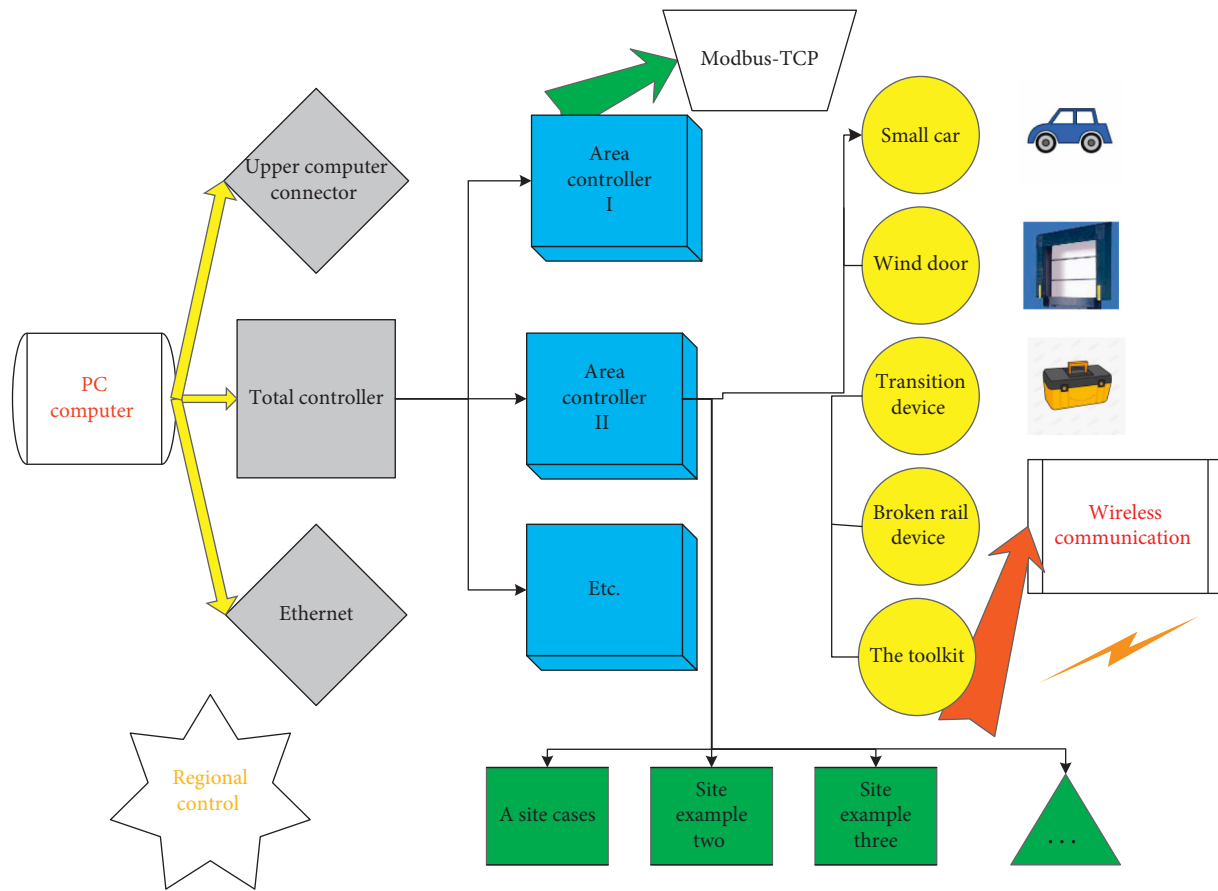 Modbus-TCP
Upper computer
connector
Area
controller
I
Small car
Wind door
PC
computer
Total controller
Area
controller
II
Transition
device
Broken rail
device
Wireless
communication
Ethernet
Etc.
The toolkit
Regional
control
A site cases
Site
example
two
Site
example
three
...